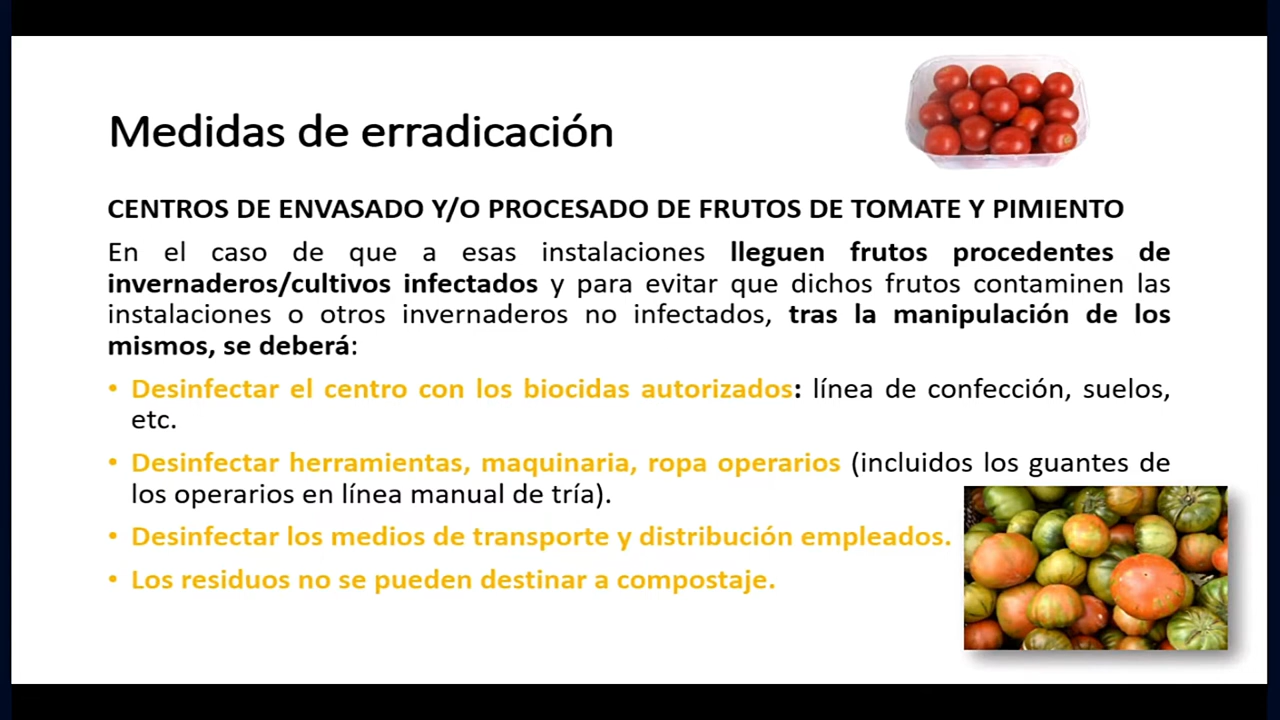 Medidas de erradicación
CENTROS DE ENVASADO Y/O PROCESADO DE FRUTOS DE TOMATE Y PIMIENTO
En el caso de que a esas instalaciones lleguen frutos procedentes de
invernaderos/cultivos infectados y para evitar que dichos frutos contaminen las
instalaciones o otros invernaderos no infectados, tras la manipulación de los
mismos, se deberá:
• Desinfectar el centro con los biocidas autorizados: línea de confección, suelos,
etc.
• Desinfectar herramientas, maquinaria, ropa operarios (incluidos los guantes de
los operarios en línea manual de tría).
• Desinfectar los medios de transporte y distribución empleados.
• Los residuos no se pueden destinar a compostaje.